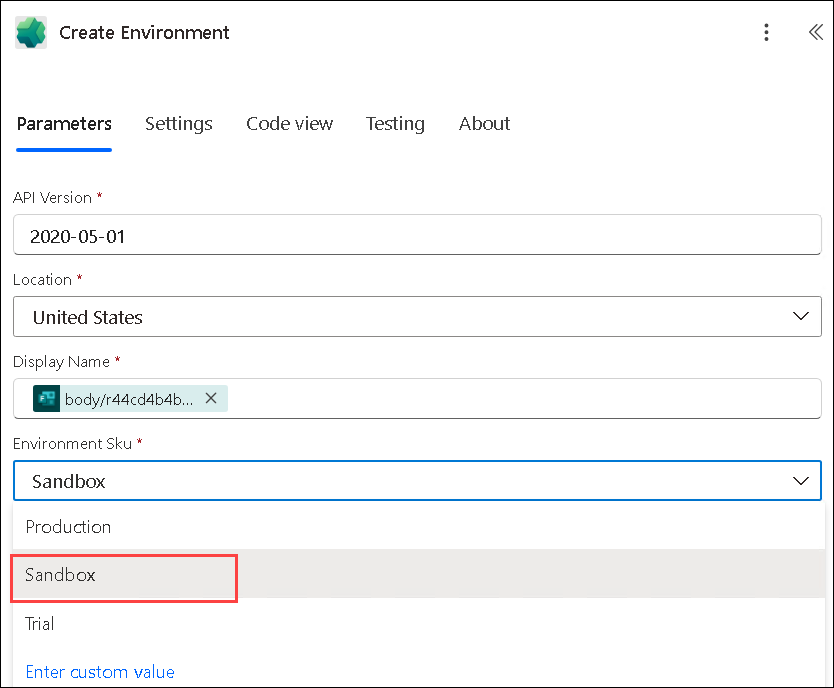 Create Environment
Parameters Settings Code view Testing About
API Version *
2020-05-01
Location *
United States
Display Name *
body/r44cd4b4b...
Environment Sku *
Sandbox
Production
Sandbox
Trial
Enter custom value